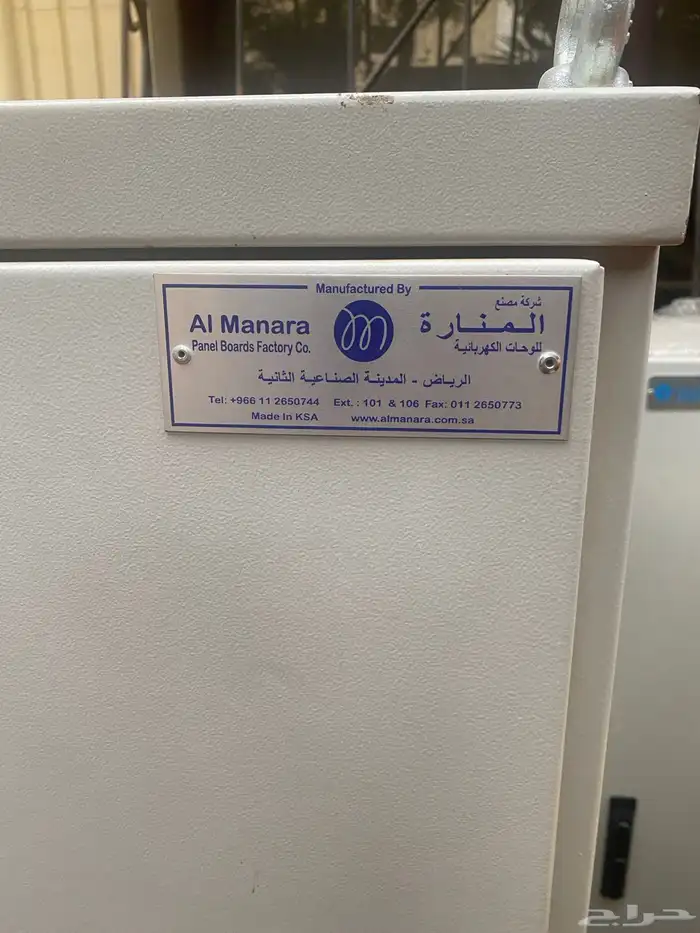 Manufactured By
Al Manara
Panel Boards Factory Co.
m
شركة مصنع
المنارة
للوحات الكهربائية
الرياض - المدينة الصناعية الثانية
Tel: +966 11 2650744 Ext. : 101 & 106 Fax: 011 2650773
Made In KSA www.almanara.com.sa
حراج